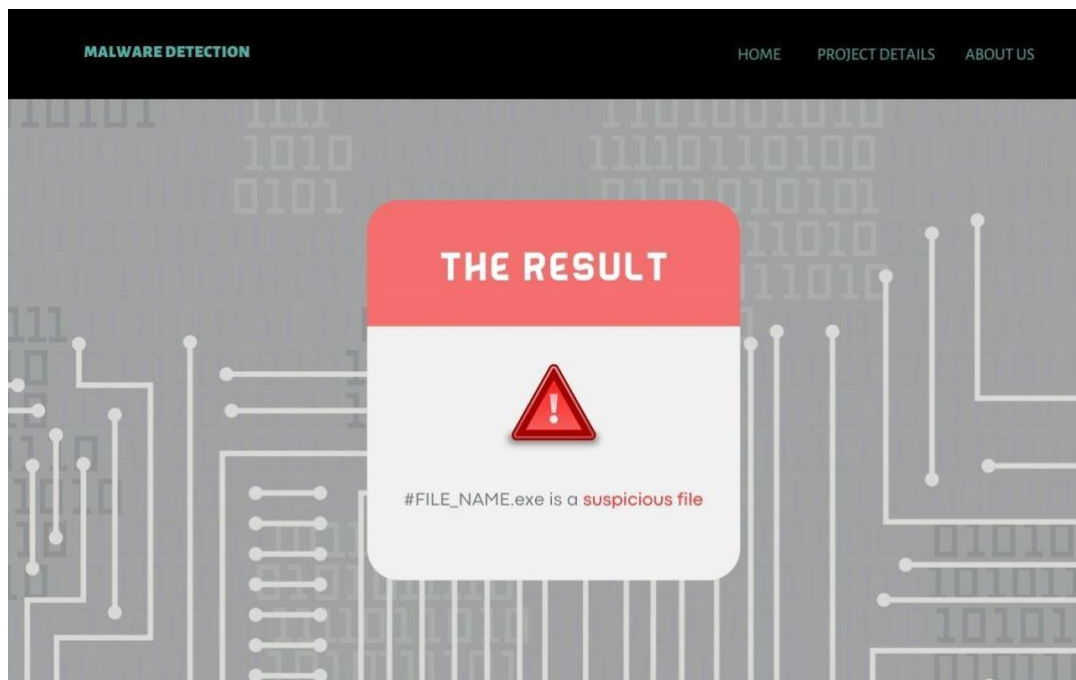 MALWARE DETECTION
HOME PROJECT DETAILS ABOUT US
THE RESULT
!
#FILE_NAME.exe is a suspicious file